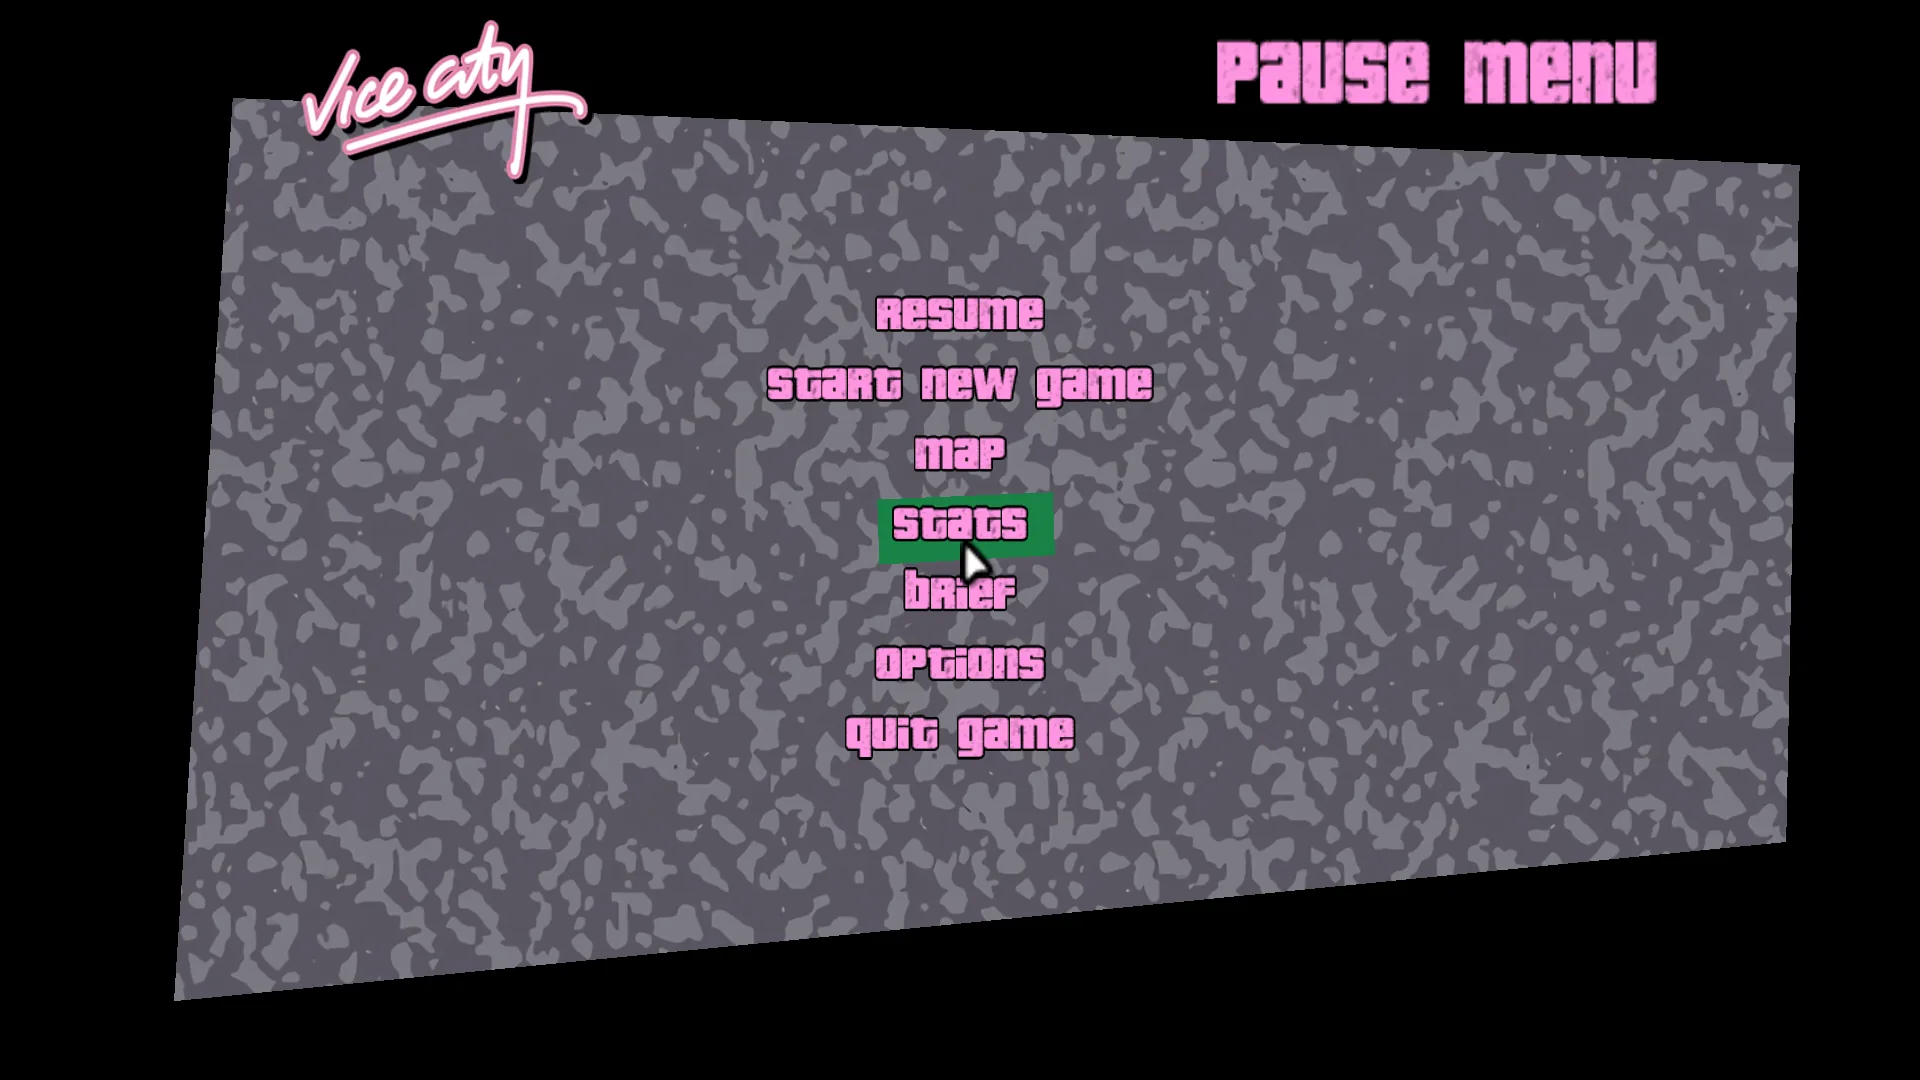 Vice City
PAUSE MENU
RESUME
START NEW GAME
MAP
STATS
BRIEF
OPTIONS
QUIT GAME